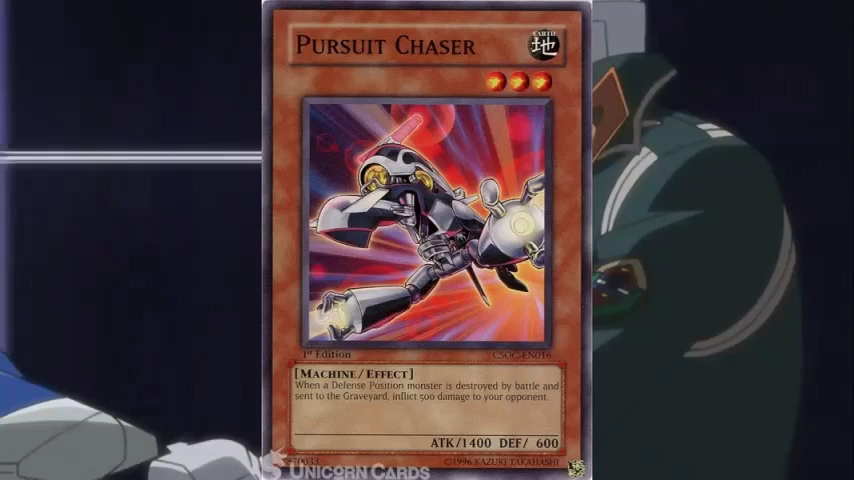 PURSUIT CHASER
EARTH
地
1st Edition
CSOC-EN016
[MACHINE/EFFECT]
When a Defense Position monster is destroyed by battle and
sent to the Graveyard, inflict 500 damage to your opponent.
ATK/1400 DEF/ 600
©1996 KAZUKI TAKAHASHI
UNICORN CARDS